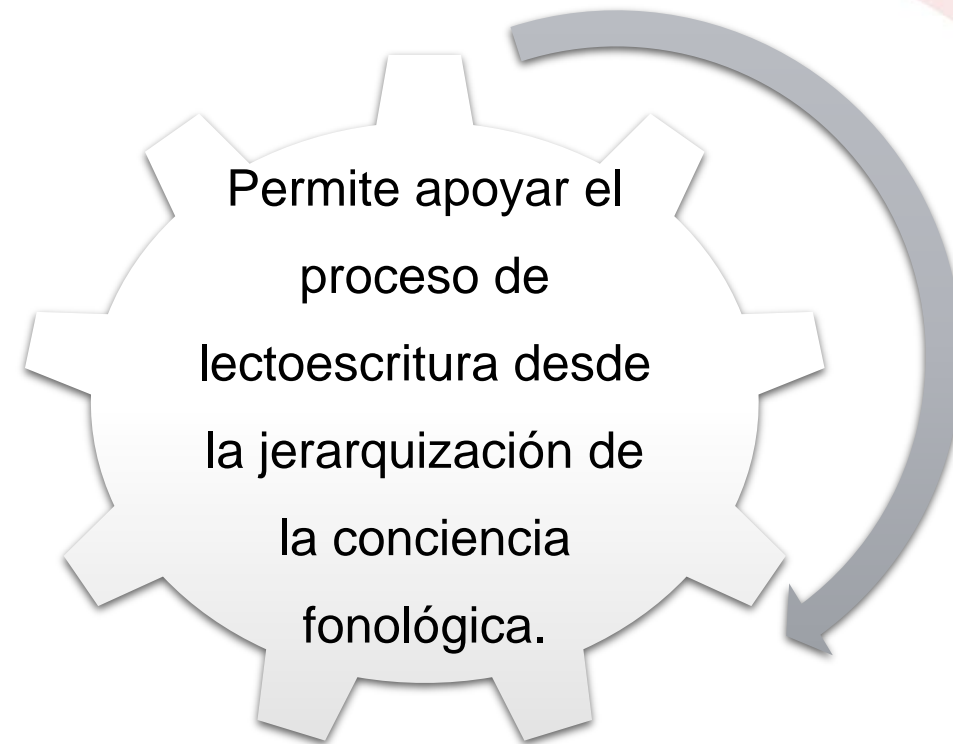 Permite apoyar el
proceso de
lectoescritura desde
la jerarquización de
la conciencia
fonológica.